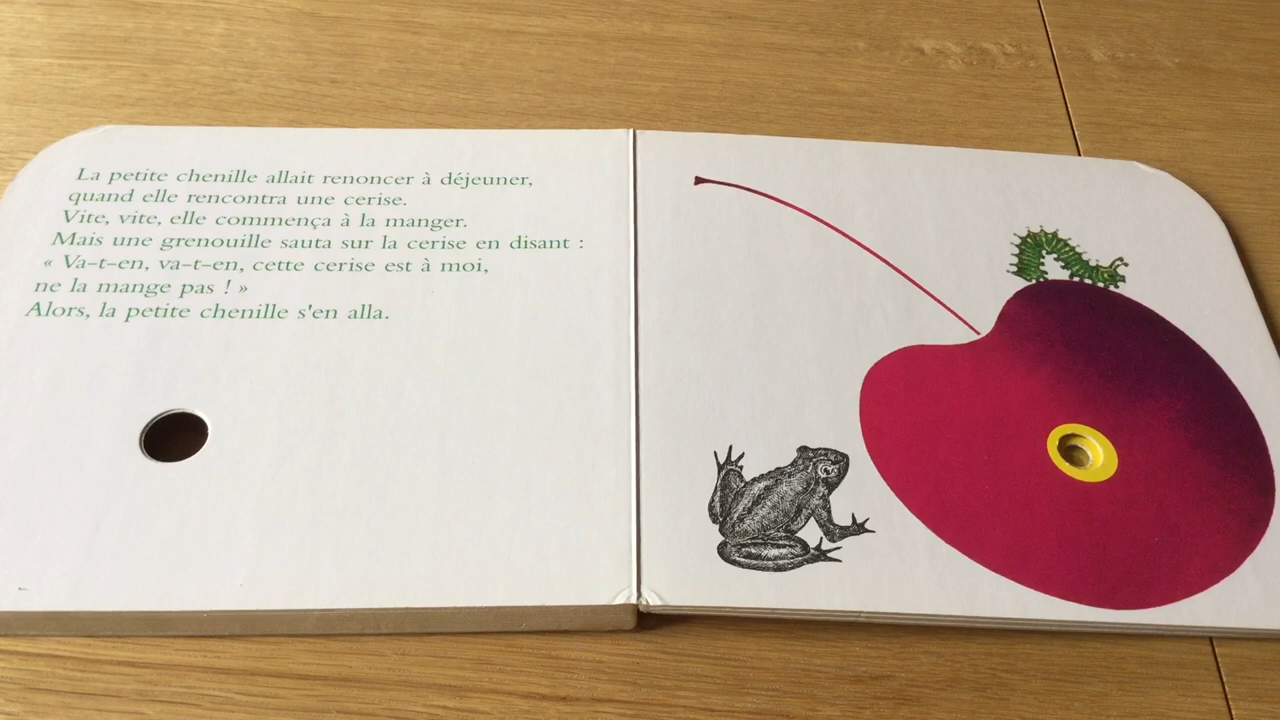 La petite chenille allait renoncer à déjeuner,
quand elle rencontra une cerise.
Vite, vite, elle commença à la manger.
Mais une grenouille sauta sur la cerise en disant :
« Va-t-en, va-t-en, cette cerise est à moi,
ne la mange pas ! »
Alors, la petite chenille s'en alla.